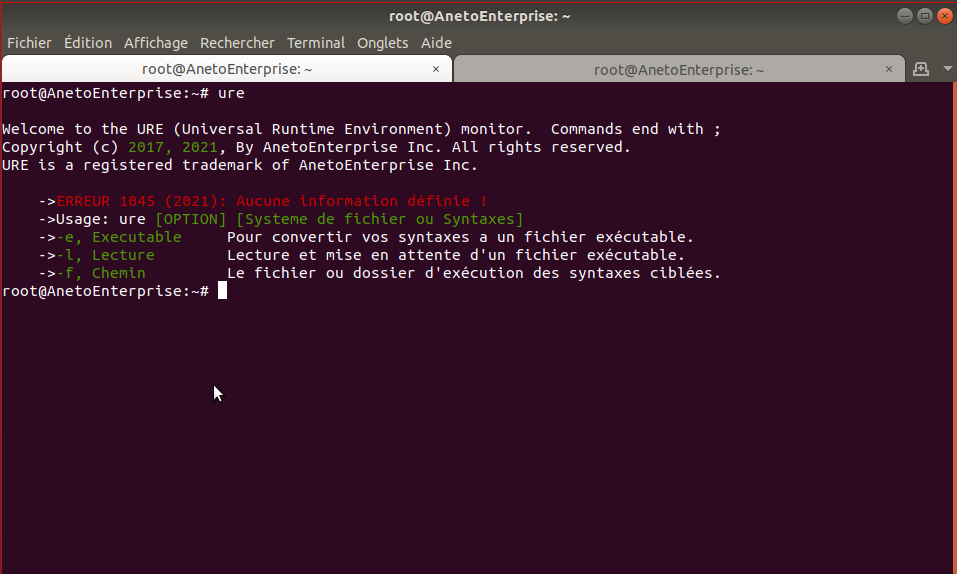 root@AnetoEnterprise: ~
Fichier Édition Affichage Rechercher Terminal Onglets Aide
root@AnetoEnterprise: ~ × root@AnetoEnterprise: ~ ×
root@AnetoEnterprise:~# ure
Welcome to the URE (Universal Runtime Environment) monitor.  Commands end with ;
Copyright (c) 2017, 2021, By AnetoEnterprise Inc. All rights reserved.
URE is a registered trademark of AnetoEnterprise Inc.
->ERREUR 1045 (2021): Aucune information définie !
->Usage: ure [OPTION] [Systeme de fichier ou Syntaxes]
->-e, Executable     Pour convertir vos syntaxes a un fichier exécutable.
->-l, Lecture        Lecture et mise en attente d'un fichier exécutable.
->-f, Chemin         Le fichier ou dossier d'exécution des syntaxes ciblées.
root@AnetoEnterprise:~#